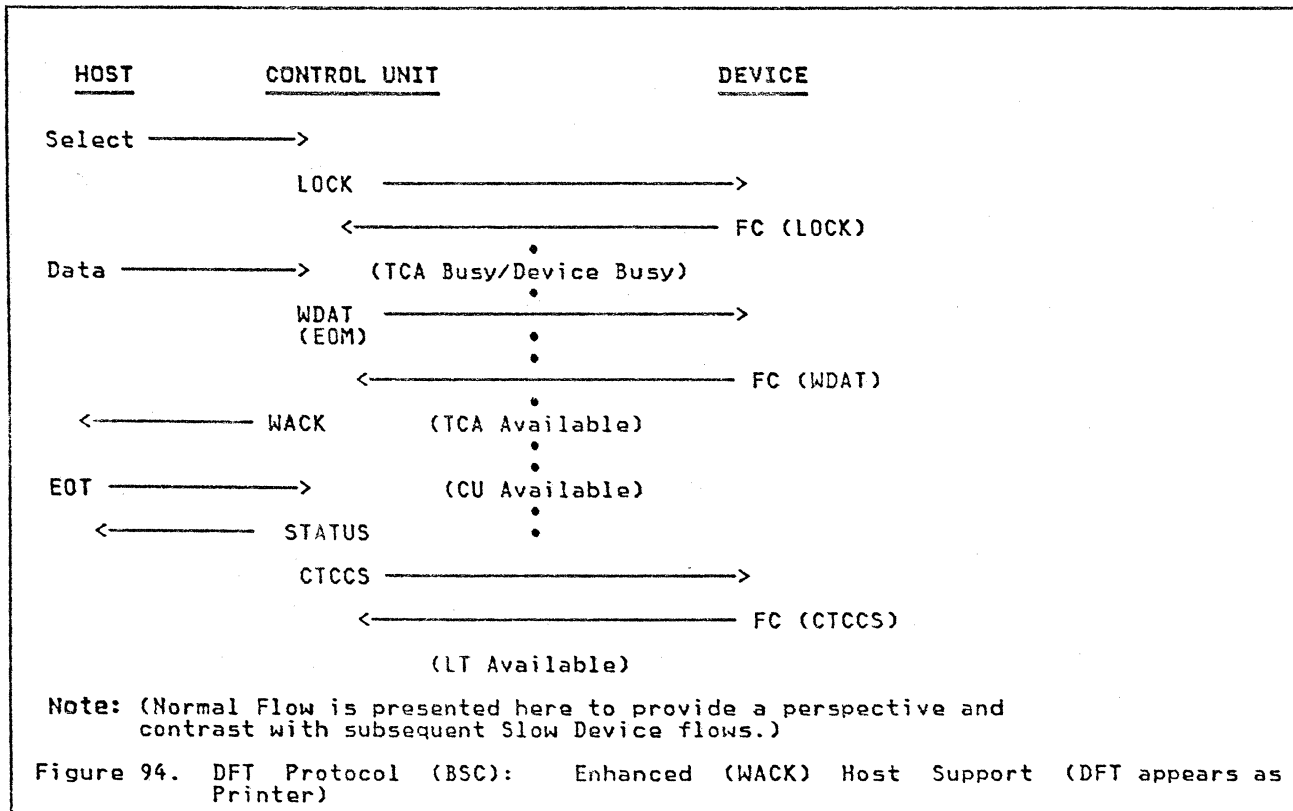 HOST CONTROL UNIT DEVICE
Select
LOCK
FC (LOCK)
Data (TCA Busy/Device Busy)
WDAT
(EOM)
FC (WDAT)
WACK (TCA Available)
EOT (CU Available)
STATUS
CTCCS
FC (CTCCS)
(LT Available)
Note: (Normal Flow is presented here to provide a perspective and
contrast with subsequent Slow Device flows.)
Figure 94. DFT Protocol (BSC): Enhanced (WACK) Host Support (DFT appears as
Printer)